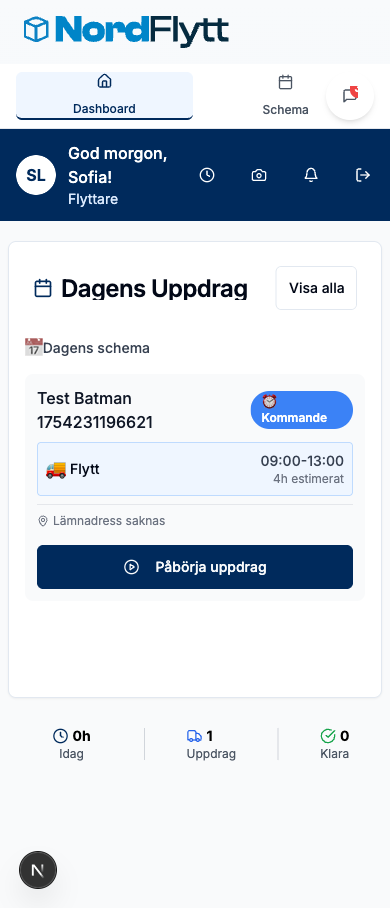 NordFlytt
Dashboard
Schema
SL
God morgon,
Sofia!
Flyttare
Dagens Uppdrag
Visa alla
17
Dagens schema
Test Batman
1754231196621
Kommande
Flytt
09:00-13:00
4h estimerat
Lämnadress saknas
Påbörja uppdrag
0h
Idag
1
Uppdrag
0
Klara
N